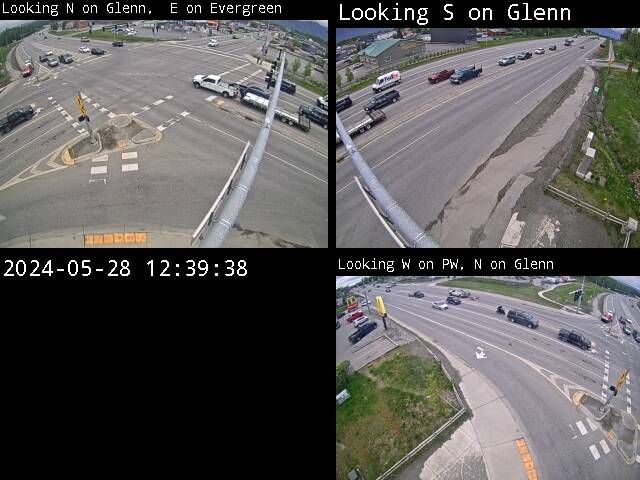 Looking N on Glenn,  E on Evergreen
Looking S on Glenn
FedEx
2024-05-28 12:39:38
Looking W on PW, N on Glenn